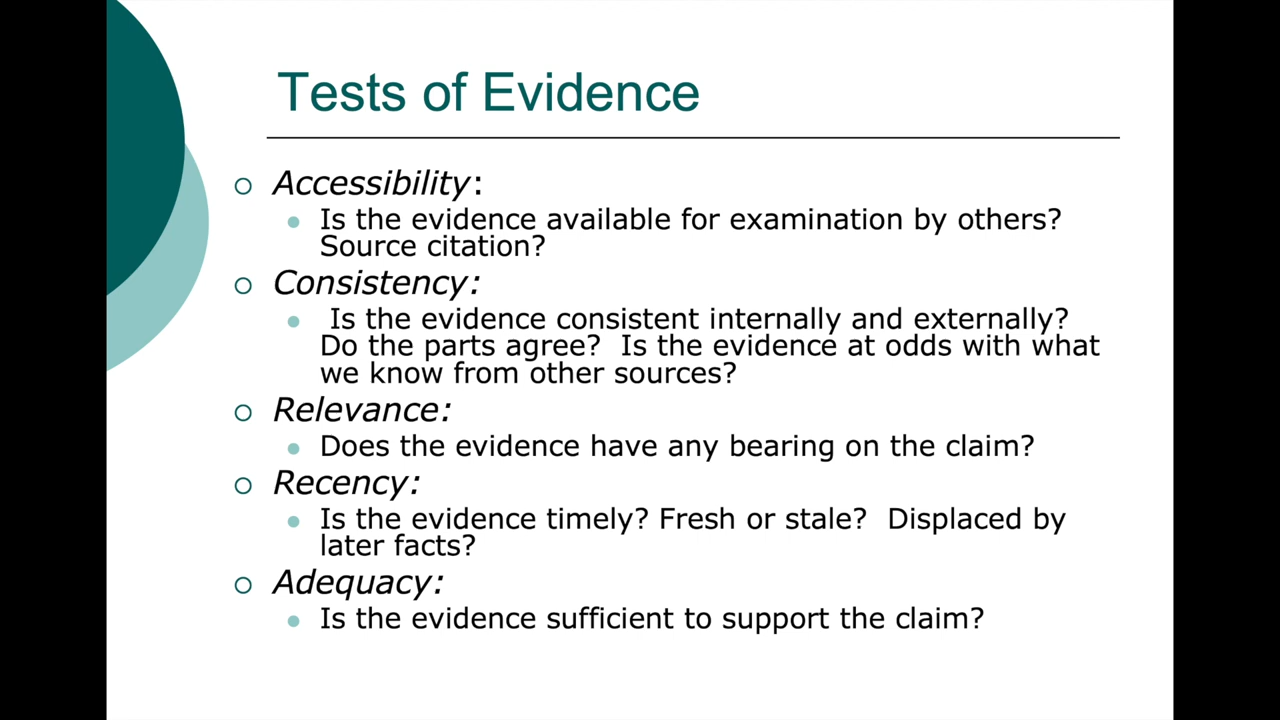 Tests of Evidence
Accessibility:
Is the evidence available for examination by others?
Source citation?
Consistency:
Is the evidence consistent internally and externally?
Do the parts agree?  Is the evidence at odds with what
we know from other sources?
Relevance:
Does the evidence have any bearing on the claim?
Recency:
Is the evidence timely? Fresh or stale?  Displaced by
later facts?
Adequacy:
Is the evidence sufficient to support the claim?